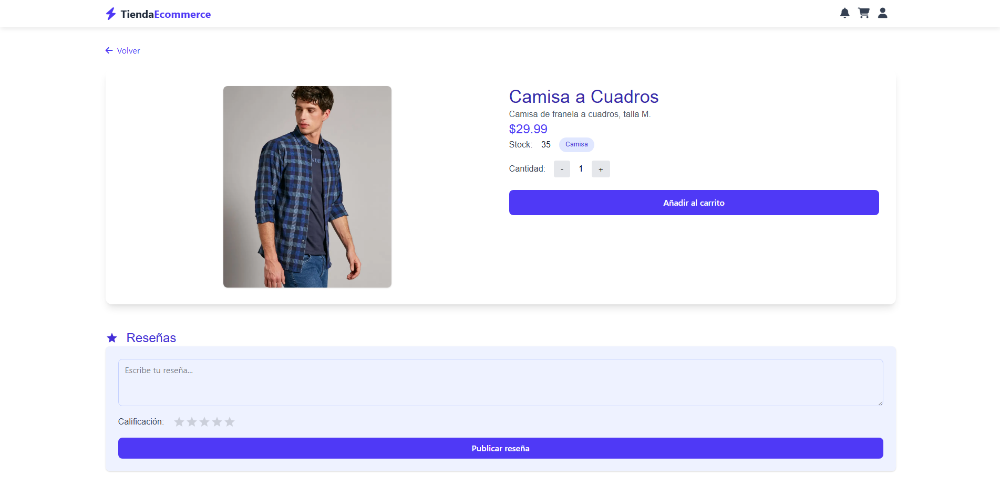 TiendaEcommerce
Volver
Camisa a Cuadros
Camisa de franela a cuadros, talla M.
$29.99
Stock: 35 Camisa
Cantidad: - 1 +
Añadir al carrito
Reseñas
Escribe tu reseña...
Calificación:
Publicar reseña